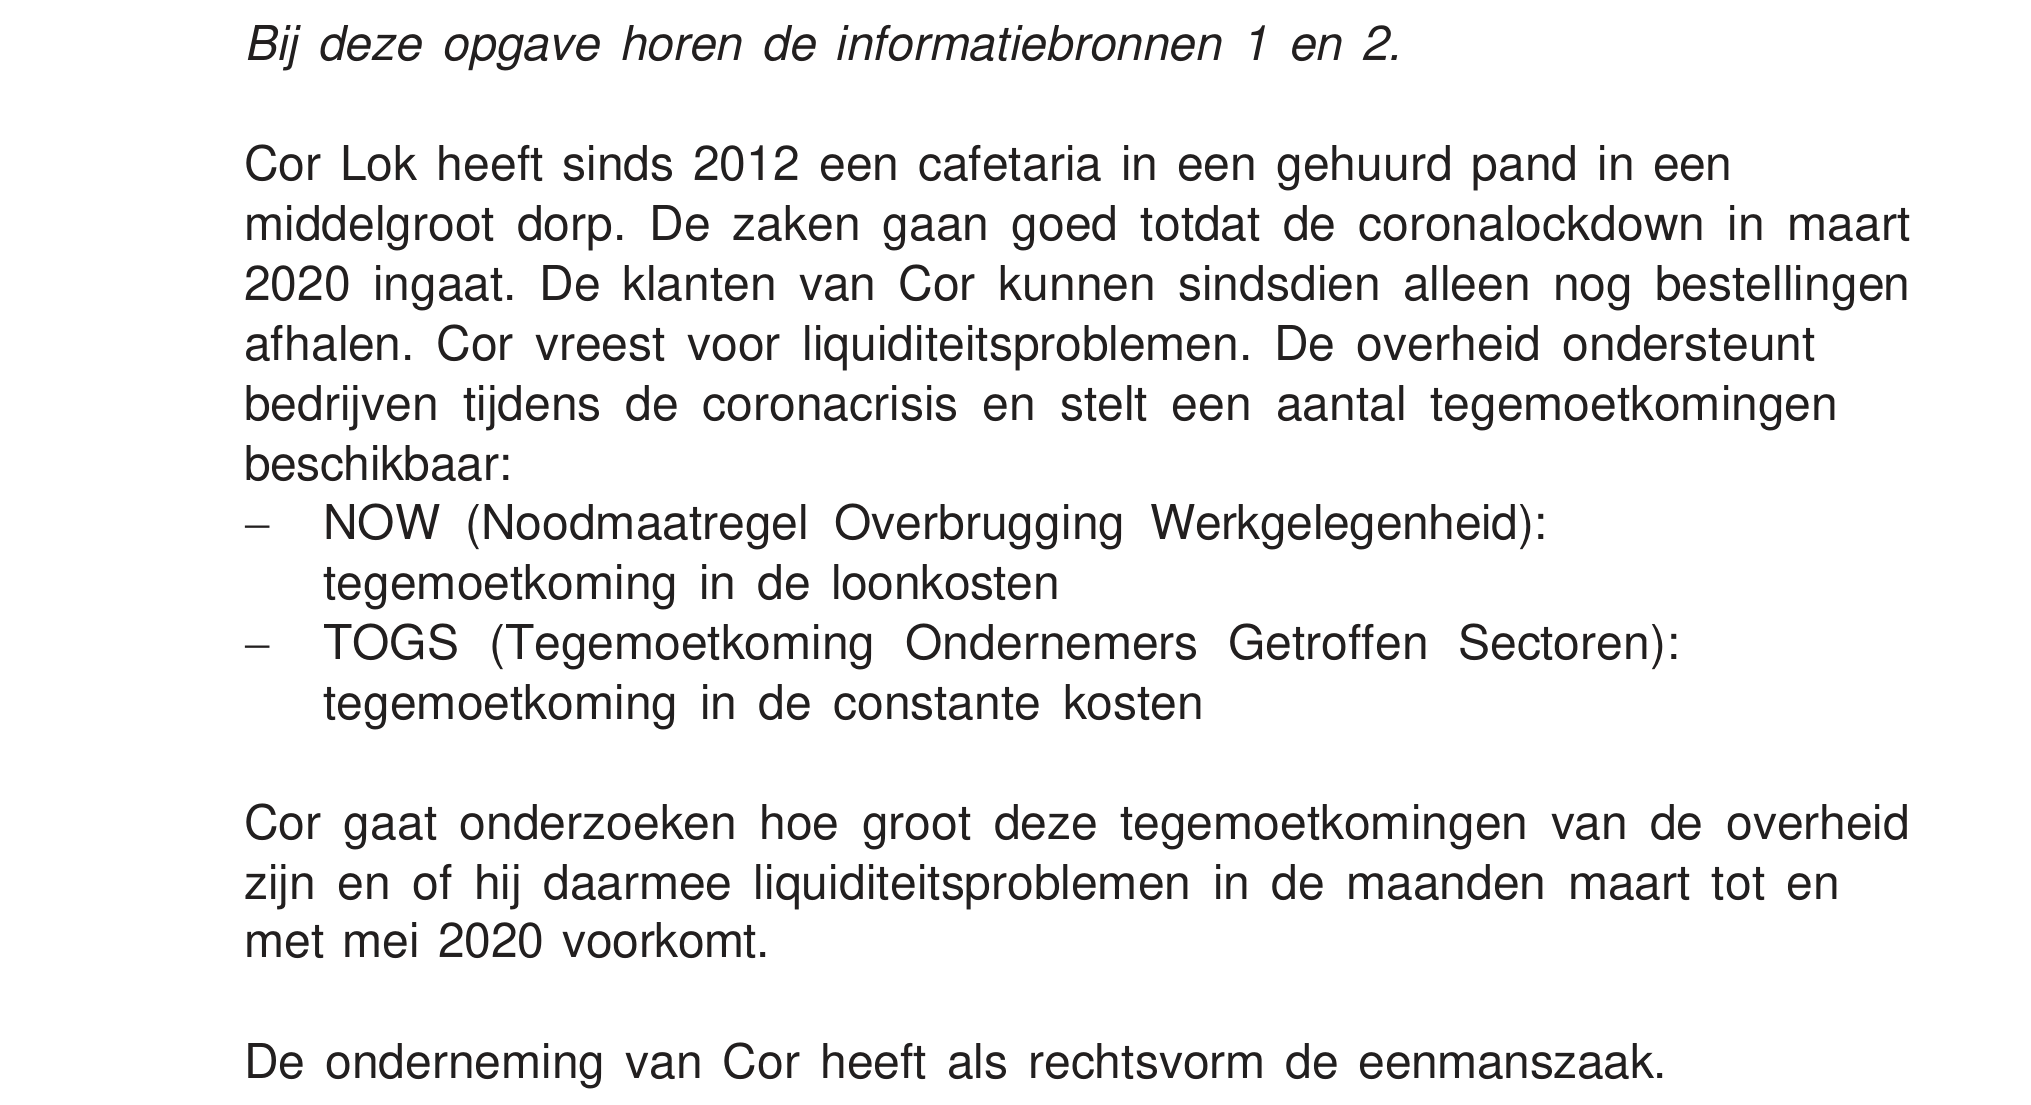 Bij deze opgave horen de informatiebronnen 1 en 2.
Cor Lok heeft sinds 2012 een cafetaria in een gehuurd pand in een
middelgroot dorp. De zaken gaan goed totdat de coronalockdown in maart
2020 ingaat. De klanten van Cor kunnen sindsdien alleen nog bestellingen
afhalen. Cor vreest voor liquiditeitsproblemen. De overheid ondersteunt
bedrijven tijdens de coronacrisis en stelt een aantal tegemoetkomingen
beschikbaar:
– NOW (Noodmaatregel Overbrugging Werkgelegenheid):
tegemoetkoming in de loonkosten
– TOGS (Tegemoetkoming Ondernemers Getroffen Sectoren):
tegemoetkoming in de constante kosten
Cor gaat onderzoeken hoe groot deze tegemoetkomingen van de overheid
zijn en of hij daarmee liquiditeitsproblemen in de maanden maart tot en
met mei 2020 voorkomt.
De onderneming van Cor heeft als rechtsvorm de eenmanszaak.